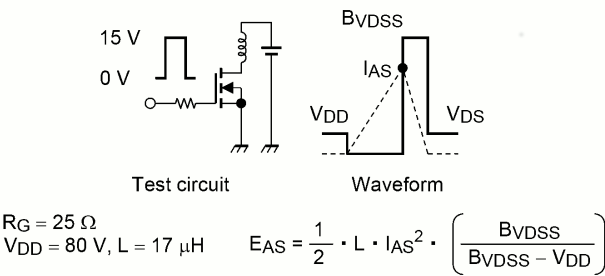 15 V
0 V
BVDSS
IAS
VDD
VDS
Test circuit
Waveform
RG = 25 Ω
VDD = 80 V, L = 17 μH
EAS = 1/2 · L · IAS² · (BVDSS / (BVDSS − VDD))